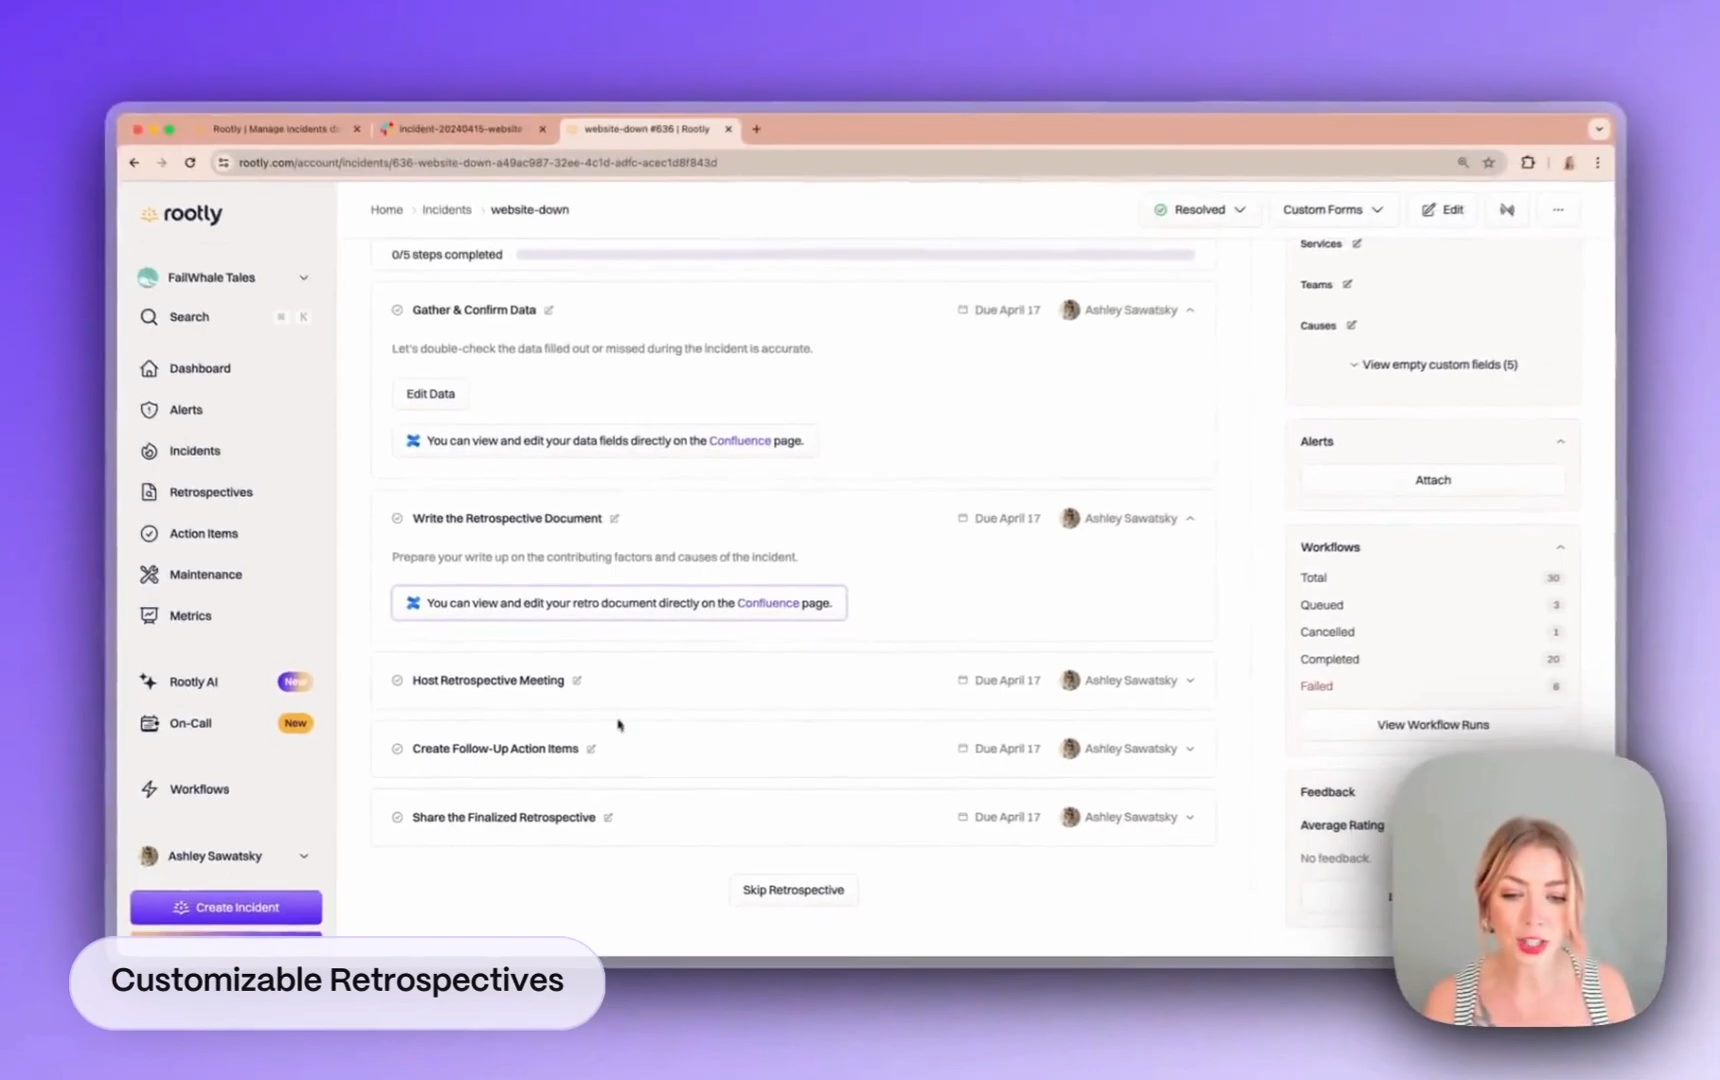 Rootly | Manage incidents di
incident-20240415-website
website-down #636 | Rootly
rootly.com/account/incidents/636-website-down-a49ac987-32ee-4c1d-adfc-acec1d8f843d
rootly
Home
Incidents
website-down
Resolved
Custom Forms
Edit
FailWhale Tales
Search
K
Dashboard
Alerts
Incidents
Retrospectives
Action Items
Maintenance
Metrics
Rootly AI
New
On-Call
New
Workflows
Ashley Sawatsky
Create Incident
0/5 steps completed
Gather & Confirm Data
Due April 17
Ashley Sawatsky
Let's double-check the data filled out or missed during the incident is accurate.
Edit Data
You can view and edit your data fields directly on the Confluence page.
Write the Retrospective Document
Due April 17
Ashley Sawatsky
Prepare your write up on the contributing factors and causes of the incident.
You can view and edit your retro document directly on the Confluence page.
Host Retrospective Meeting
Due April 17
Ashley Sawatsky
Create Follow-Up Action Items
Due April 17
Ashley Sawatsky
Share the Finalized Retrospective
Due April 17
Ashley Sawatsky
Skip Retrospective
Services
Teams
Causes
View empty custom fields (5)
Alerts
Attach
Workflows
Total
30
Queued
3
Cancelled
1
Completed
20
Failed
6
View Workflow Runs
Feedback
Average Rating
No feedback.
Customizable Retrospectives